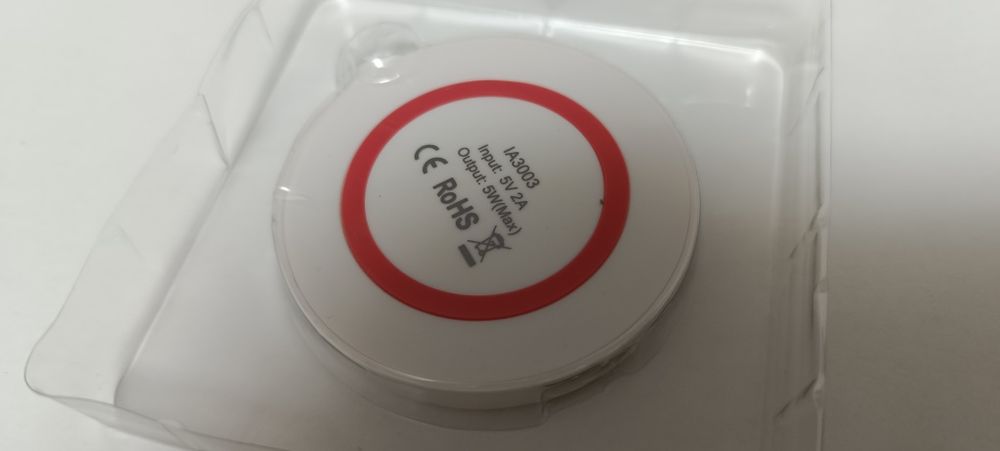 IA3003
Input: 5V 2A
Output: 5W(Max)
CE RoHS